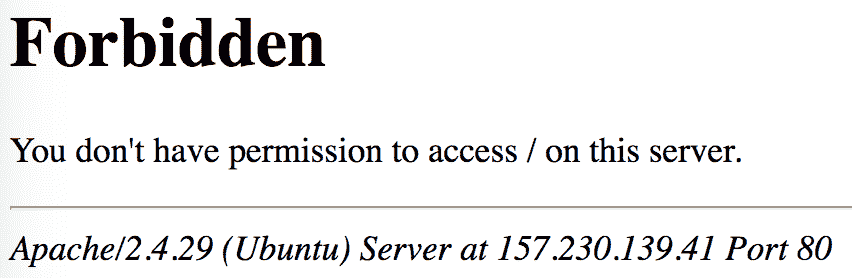 Forbidden
You don't have permission to access / on this server.
Apache/2.4.29 (Ubuntu) Server at 157.230.139.41 Port 80